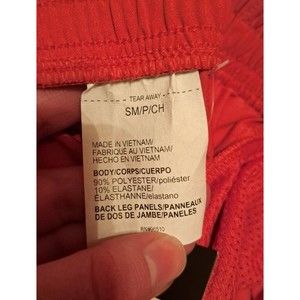 - TEAR AWAY -
SM/P/CH
MADE IN VIETNAM/
FABRIQUÉ AU VIETNAM/
HECHO EN VIETNAM
BODY/CORPS/CUERPO
90% POLYESTER/poliéster
10% ELASTANE/
ÉLASTHANNE/elastano
BACK LEG PANELS/PANNEAUX
DE DOS DE JAMBE/PANELES